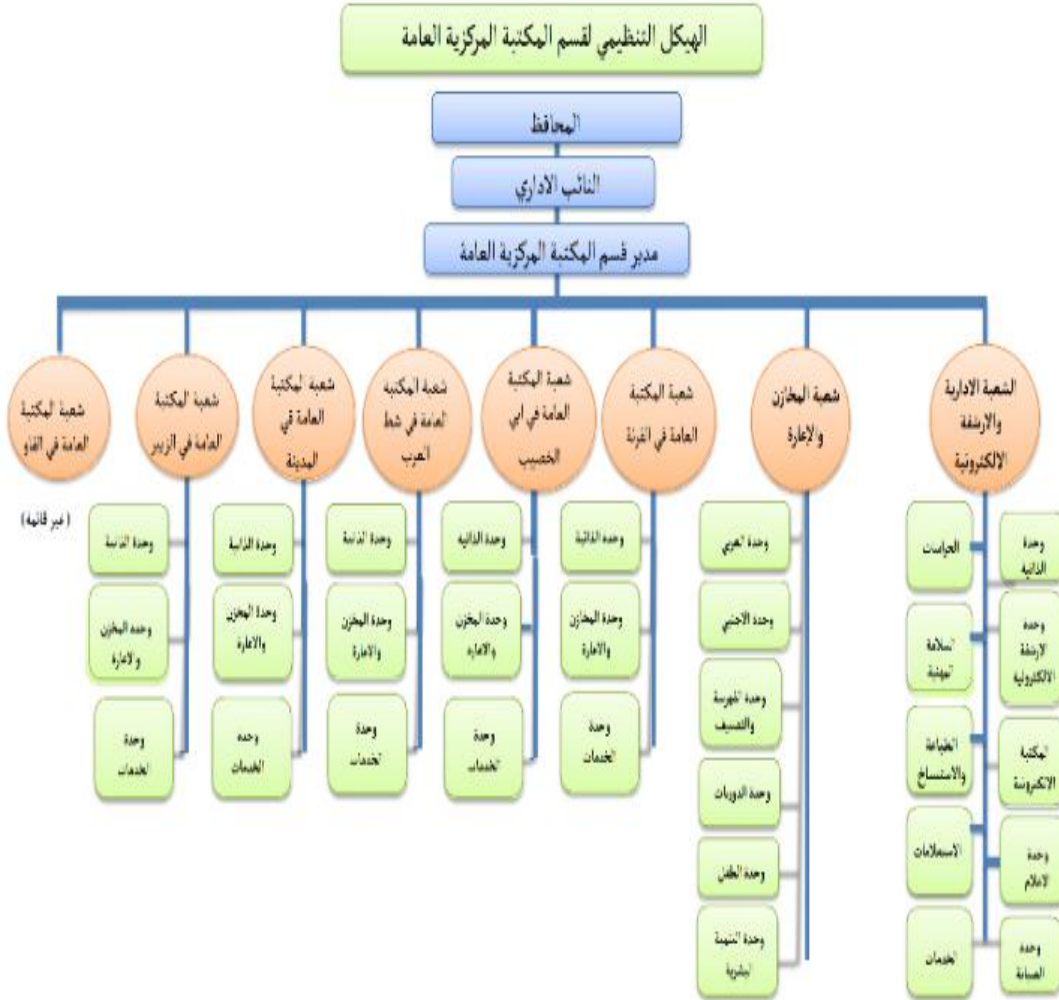 الهيكل التنظيمي لقسم المكتبة المركزية العامة
المحافظ
النائب الاداري
مدير قسم المكتبة المركزية العامة
الشعبة الادارية
والارشفة
الالكترونية
شعبة المخازن
والإعارة
شعبة المكتبة
العامة في القرنة
شعبة المكتبة
العامة في ابي
الخصيب
شعبة المكتبة
العامة في شط
العرب
شعبة المكتبة
العامة في
المدينة
شعبة المكتبة
العامة في الزبير
شعبة المكتبة
العامة في الفاو
(غير قائمة)
وحدة
الذاتيه
الحراسات
وحدة
الارشفة
الالكترونية
السلامة
المهنية
المكتبة
الالكترونية
الطباعة
والاستنساخ
وحدة
الاعلام
الاستعلامات
وحدة
الصيانة
الخدمات
وحدة العربي
وحدة الاجنبي
وحدة الفهرسة
والتصنيف
وحدة الدوريات
وحدة الطفل
وحدة التنمية
البشرية
وحدة الذاتية
وحدة المخازن
والاعارة
وحدة
الخدمات
وحدة الذاتيه
وحدة المخزن
والاعاره
وحدة
الخدمات
وحدة الذاتية
وحدة المخزن
والاعارة
وحدة
الخدمات
وحدة الذاتية
وحدة المخزن
والاعارة
وحدة
الخدمات
وحدة الذاتية
وحدة المخزن
والاعارة
وحدة
الخدمات